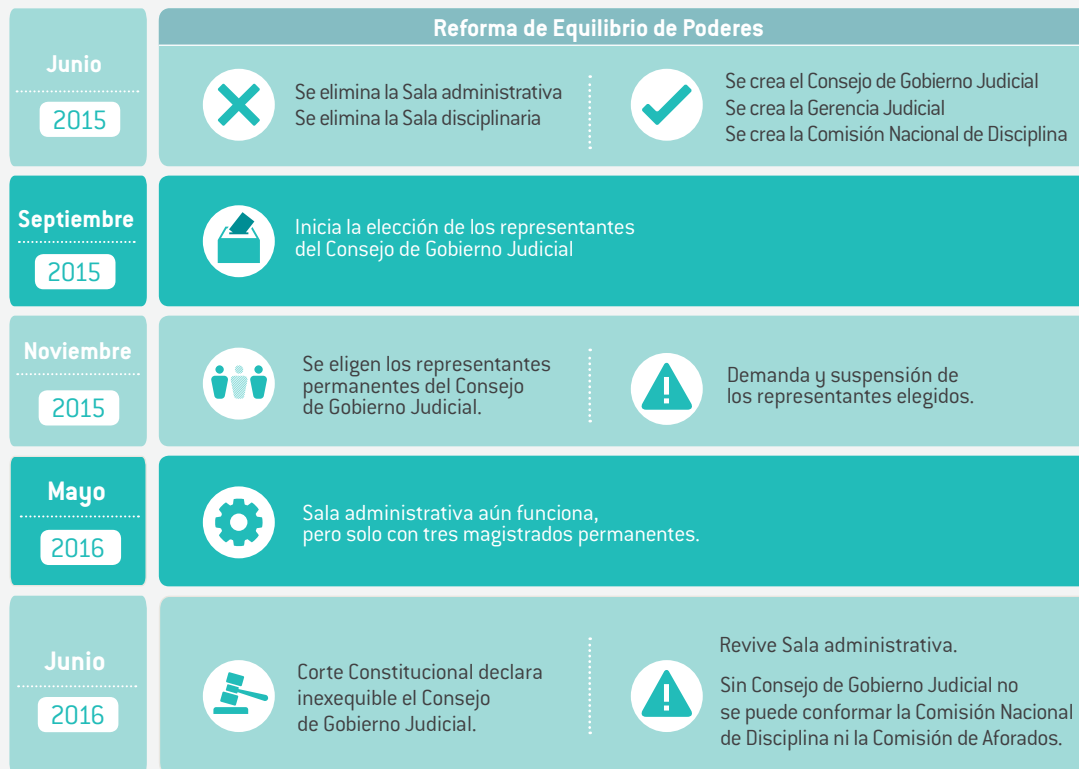 Reforma de Equilibrio de Poderes
Junio
2015
Se elimina la Sala administrativa
Se elimina la Sala disciplinaria
Se crea el Consejo de Gobierno Judicial
Se crea la Gerencia Judicial
Se crea la Comisión Nacional de Disciplina
Septiembre
2015
Inicia la elección de los representantes
del Consejo de Gobierno Judicial
Noviembre
2015
Se eligen los representantes
permanentes del Consejo
de Gobierno Judicial.
Demanda y suspensión de
los representantes elegidos.
Mayo
2016
Sala administrativa aún funciona,
pero solo con tres magistrados permanentes.
Junio
2016
Corte Constitucional declara
inexequible el Consejo
de Gobierno Judicial.
Revive Sala administrativa.
Sin Consejo de Gobierno Judicial no
se puede conformar la Comisión Nacional
de Disciplina ni la Comisión de Aforados.